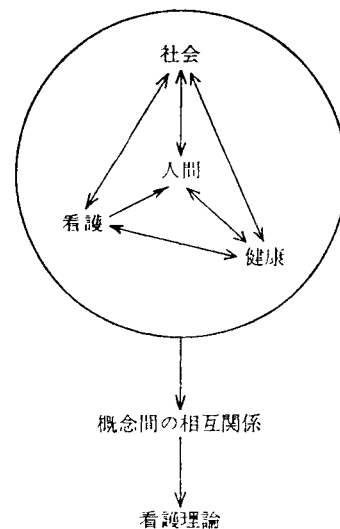 社会
人間
看護
健康
概念間の相互関係
看護理論